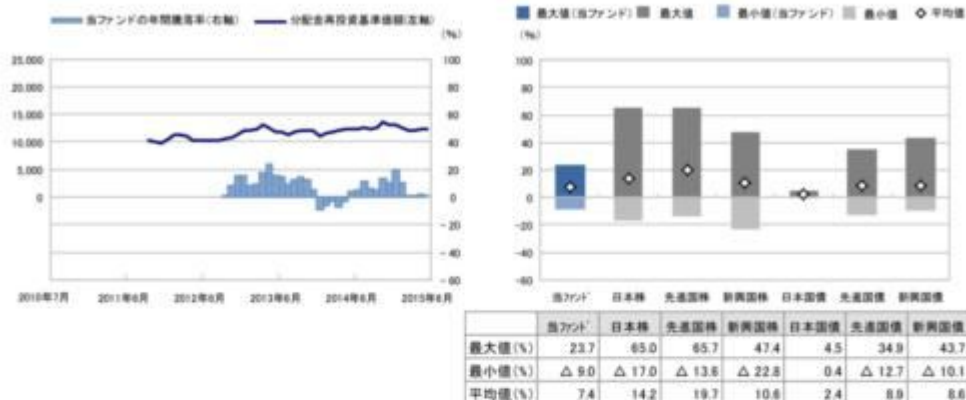 当ファンドの年間騰落率(右軸) 分配金再投資基準価額(左軸)
(%)
25,000 100
20,000 80
15,000 60
10,000 40
5,000 20
0 0
-20
-40
-60
2010年7月 2011年6月 2012年6月 2013年6月 2014年6月 2015年6月
最大値(当ファンド) 最大値 最小値(当ファンド) 最小値 平均値
(%)
100
80
60
40
20
0
-20
-40
-60
当ファンド 日本株 先進国株 新興国株 日本国債 先進国債 新興国債
当ファンド 日本株 先進国株 新興国株 日本国債 先進国債 新興国債
最大値(%) 23.7 65.0 65.7 47.4 4.5 34.9 43.7
最小値(%) △ 9.0 △ 17.0 △ 13.6 △ 22.8 0.4 △ 12.7 △ 10.1
平均値(%) 7.4 14.2 19.7 10.6 2.4 8.9 8.6